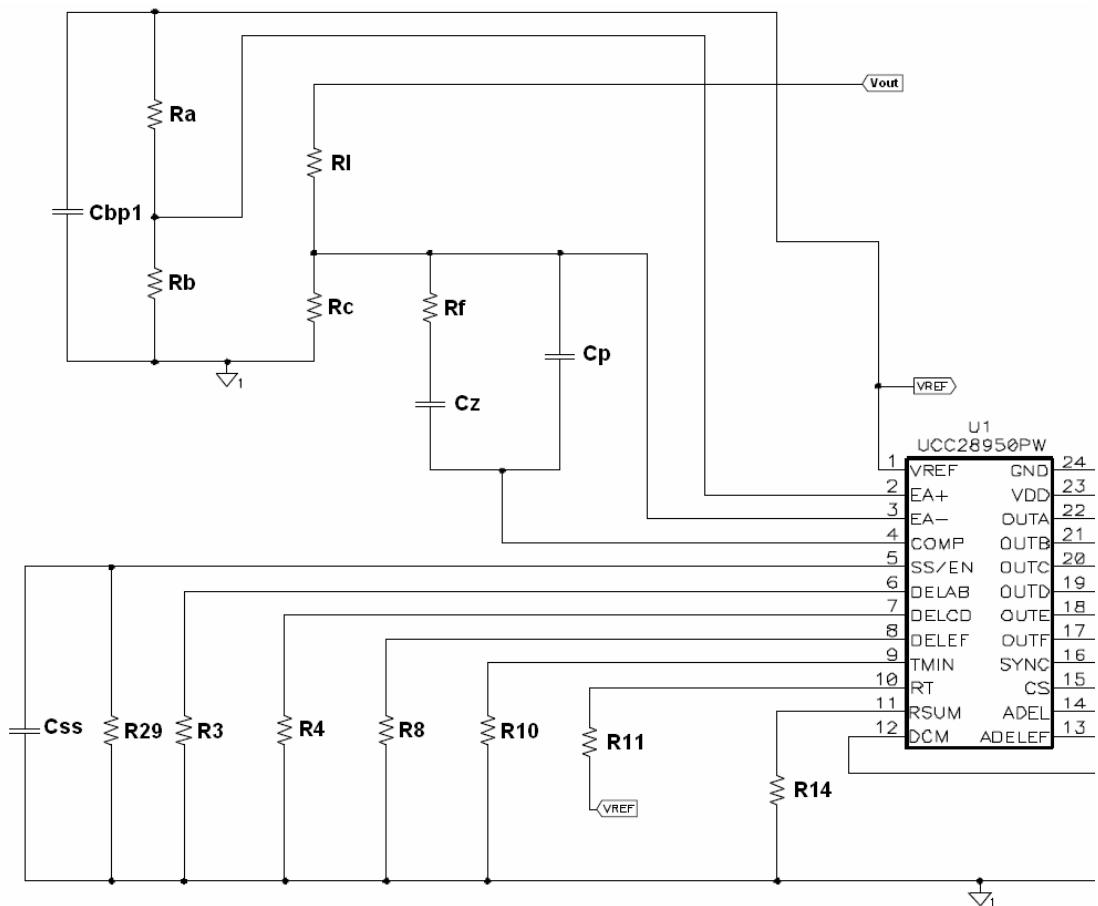 Ra
Vout
RI
Cbp1
Rb
Rc
Rf
Cp
1
Cz
VREF
U1
UCC28950PW
1 VREF GND 24
2 EA+ VDD 23
3 EA- OUTA 22
4 COMP OUTB 21
5 SS/EN OUTC 20
6 DELAB OUTD 19
7 DELCD OUTE 18
8 DELEF OUTF 17
9 TMIN SYNC 16
10 RT CS 15
11 RSUM ADEL 14
12 DCM ADELEF 13
Css
R29
R3
R4
R8
R10
R11
R14
VREF
1